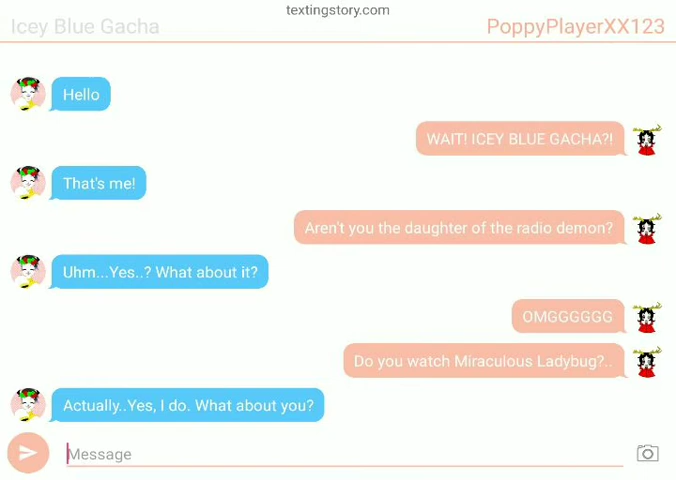 textingstory.com
Icey Blue Gacha
PoppyPlayerXX123
Hello
WAIT! ICEY BLUE GACHA?!
That's me!
Aren't you the daughter of the radio demon?
Uhm...Yes..? What about it?
OMGGGGGG
Do you watch Miraculous Ladybug?..
Actually..Yes, I do. What about you?
Message